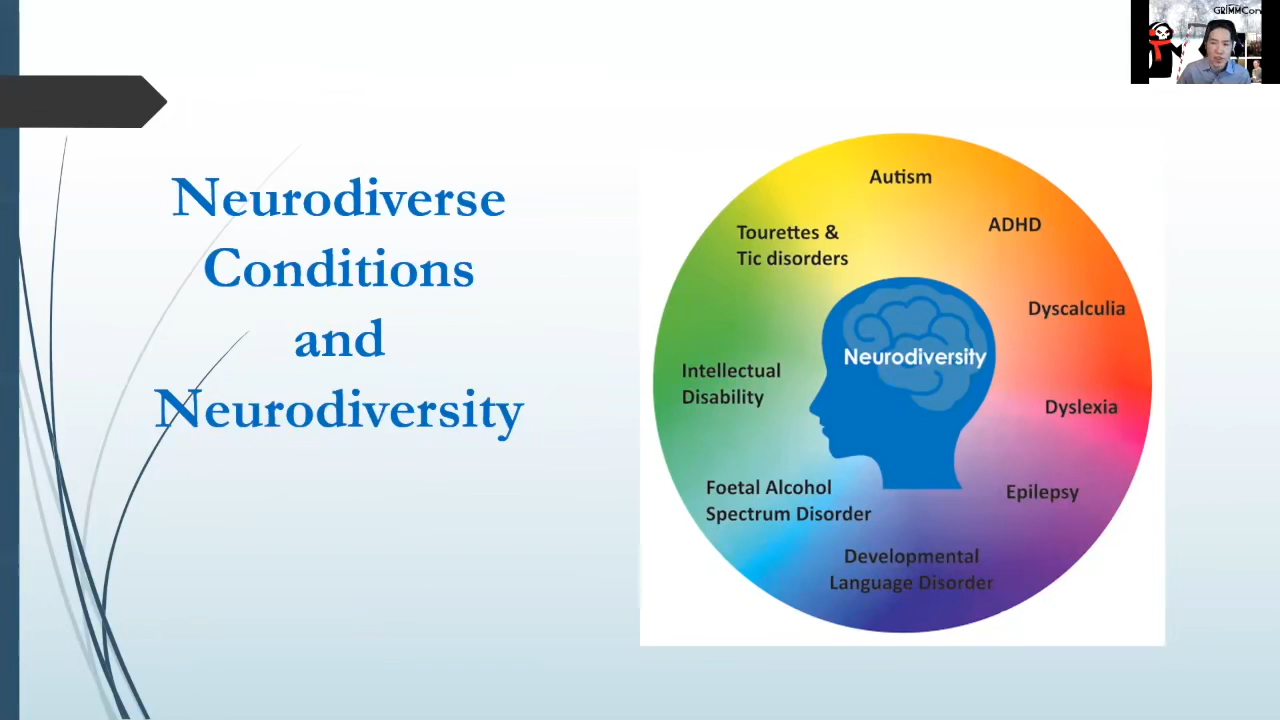 GRIMMCon
Neurodiverse
Conditions
and
Neurodiversity
Autism
ADHD
Tourettes &
Tic disorders
Dyscalculia
Neurodiversity
Intellectual
Disability
Dyslexia
Foetal Alcohol
Spectrum Disorder
Epilepsy
Developmental
Language Disorder